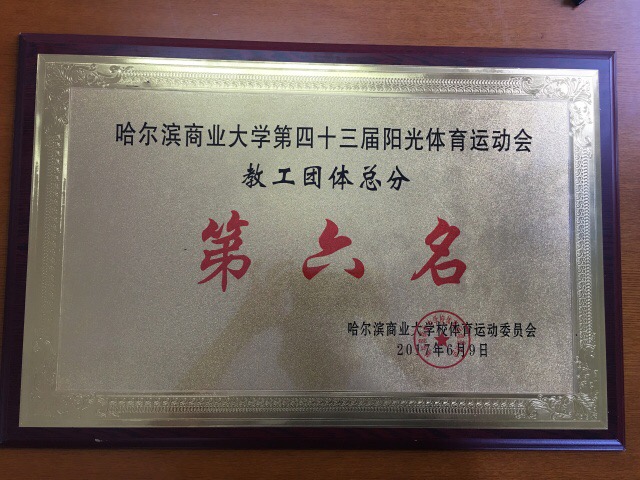 哈尔滨商业大学第四十三届阳光体育运动会
教工团体总分
第六名
哈尔滨商业大学校体育运动委员会
2017年6月9日